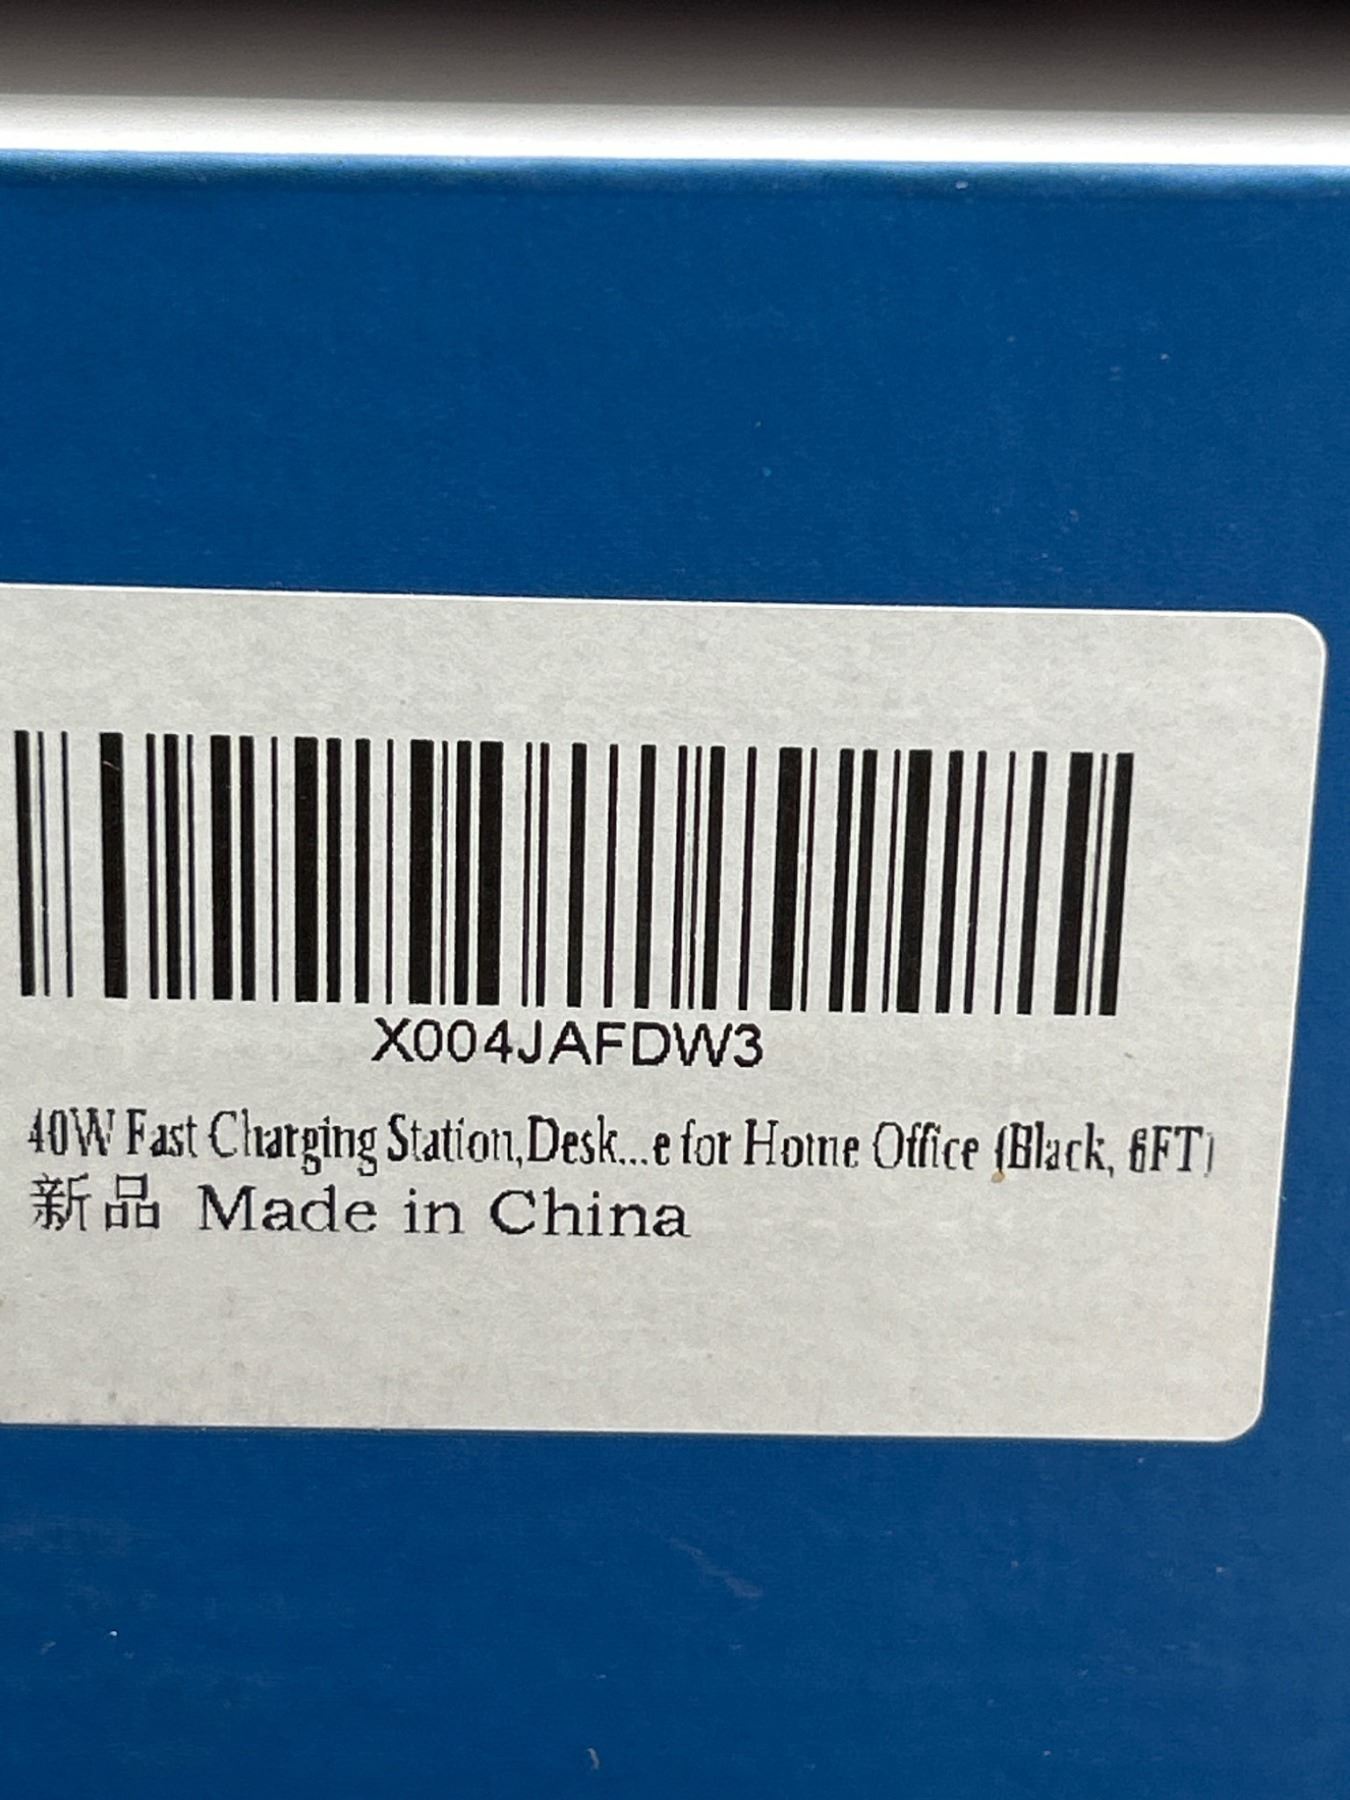 X004JAFDW3
40W Fast Charging Station,Desk...e for Home Office (Black, 6FT)
新品 Made in China